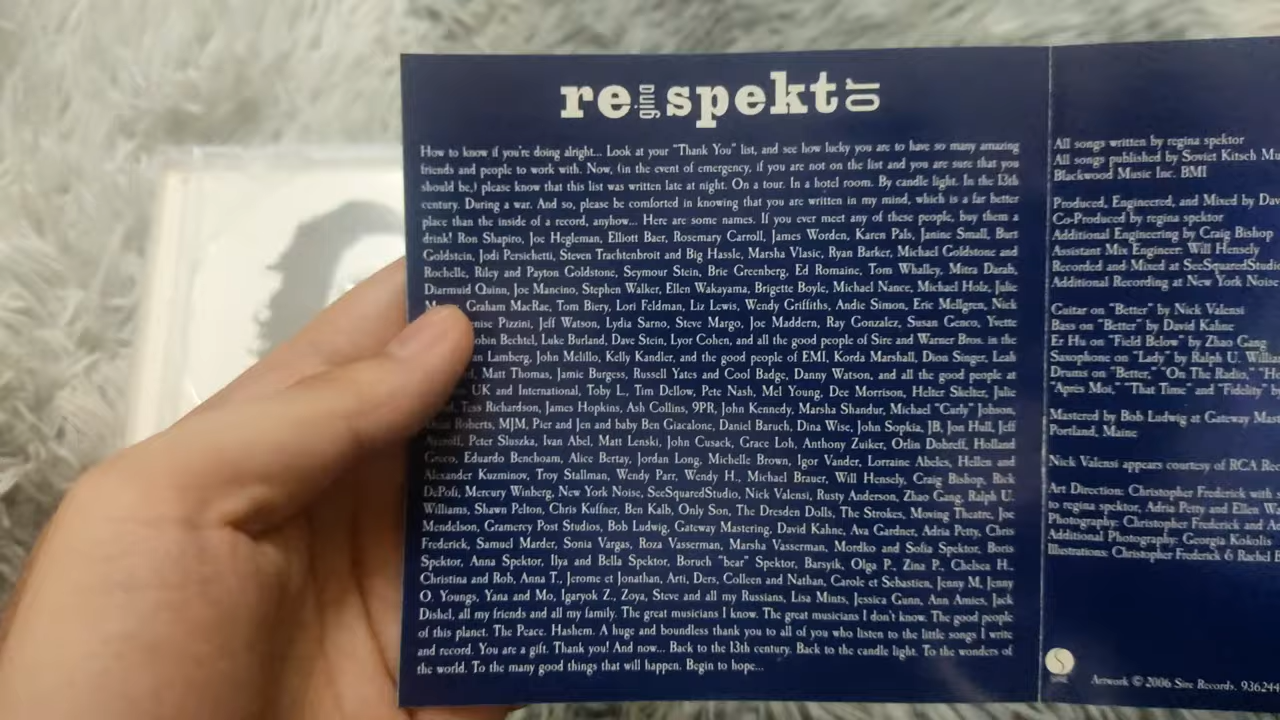 regina spektor
How to know if you're doing alright... Look at your "Thank You" list, and see how lucky you are to have so many amazing
friends and people to work with. Now, (in the event of emergency, if you are not on the list and you are sure that you
should be,) please know that this list was written late at night. On a tour. In a hotel room. By candle light. In the 13th
century. During a war. And so, please be comforted in knowing that you are written in my mind, which is a far better
place than the inside of a record, anyhow... Here are some names. If you ever meet any of these people, buy them a
drink! Ron Shapiro, Joe Hegleman, Elliott Baer, Rosemary Carroll, James Worden, Karen Pals, Janine Small, Burt
Goldstein, Jodi Persichetti, Steven Trachtenbroit and Big Hassle, Marsha Vlasic, Ryan Barker, Michael Goldstone and
Rochelle, Riley and Payton Goldstone, Seymour Stein, Brie Greenberg, Ed Romaine, Tom Whalley, Mitra Darab,
Diarmuid Quinn, Joe Mancino, Stephen Walker, Ellen Wakayama, Brigette Boyle, Michael Nance, Michael Holz, Julie
Graham MacRae, Tom Biery, Lori Feldman, Liz Lewis, Wendy Griffiths, Andie Simon, Eric Mellgren, Nick
Pizzini, Jeff Watson, Lydia Sarno, Steve Margo, Joe Maddern, Ray Gonzalez, Susan Genco, Yvette
Bechtel, Luke Burland, Dave Stein, Lyor Cohen, and all the good people of Sire and Warner Bros. in the
Lamberg, John Melillo, Kelly Kandler, and the good people of EMI, Korda Marshall, Dion Singer, Leah
Matt Thomas, Jamie Burgess, Russell Yates and Cool Badge, Danny Watson, and all the good people at
UK and International, Toby L., Tim Dellow, Pete Nash, Mel Young, Dee Morrison, Helter Skelter, Julie
Tess Richardson, James Hopkins, Ash Collins, 9PR, John Kennedy, Marsha Shandur, Michael "Curly" Jobson,
Roberts, MJM, Pier and Jen and baby Ben Giacalone, Daniel Baruch, Dina Wise, John Sopkia, JB, Jon Hull, Jeff
Peter Sluszka, Ivan Abel, Matt Lenski, John Cusack, Grace Loh, Anthony Zuiker, Orlin Dobreff, Holland
Greco, Eduardo Benchoam, Alice Bertay, Jordan Long, Michelle Brown, Igor Vander, Lorraine Abeles, Hellen and
Alexander Kuzminov, Troy Stallman, Wendy Parr, Wendy H., Michael Brauer, Will Hensely, Craig Bishop, Rick
DePofi, Mercury Winberg, New York Noise, SeeSquaredStudio, Nick Valensi, Rusty Anderson, Zhao Gang, Ralph U.
Williams, Shawn Pelton, Chris Kuffner, Ben Kalb, Only Son, The Dresden Dolls, The Strokes, Moving Theatre, Joe
Mendelson, Gramercy Post Studios, Bob Ludwig, Gateway Mastering, David Kahne, Ava Gardner, Adria Petty, Chris
Frederick, Samuel Marder, Sonia Vargas, Roza Vasserman, Marsha Vasserman, Mordko and Sofia Spektor, Boris
Spektor, Anna Spektor, Ilya and Bella Spektor, Boruch "bear" Spektor, Barsyik, Olga P., Zina P., Chelsea H.,
Christina and Rob, Anna T., Jerome et Jonathan, Arti, Ders, Colleen and Nathan, Carole et Sebastien, Jenny M, Jenny
O. Youngs, Yana and Mo, Igaryok Z., Zoya, Steve and all my Russians, Lisa Mints, Jessica Gunn, Ann Amies, Jack
Dishel, all my friends and all my family. The great musicians I know. The great musicians I don't know. The good people
of this planet. The Peace. Hashem. A huge and boundless thank you to all of you who listen to the little songs I write
and record. You are a gift. Thank you! And now... Back to the 13th century. Back to the candle light. To the wonders of
the world. To the many good things that will happen. Begin to hope...
All songs written by regina spektor
All songs published by Soviet Kitsch
Blackwood Music Inc. BMI
Produced, Engineered, and Mixed by
Co-Produced by regina spektor
Additional Engineering by Craig Bishop
Assistant Mix Engineer: Will Hensely
Recorded and Mixed at SeeSquaredStudio
Additional Recording at New York Noise
Guitar on "Better" by Nick Valensi
Bass on "Better" by David Kahne
Er Hu on "Field Below" by Zhao Gang
Saxophone on "Lady" by Ralph U.
Drums on "Better," "On The Radio,"
"Après Moi," "That Time" and "Fidelity"
Mastered by Bob Ludwig at Gateway
Portland, Maine
Nick Valensi appears courtesy of RCA
Art Direction: Christopher Frederick with
to regina spektor, Adria Petty and Ellen
Photography: Christopher Frederick and
Additional Photography: Georgia Kokolis
Illustrations: Christopher Frederick & Rachel
Artwork © 2006 Sire Records. 936244